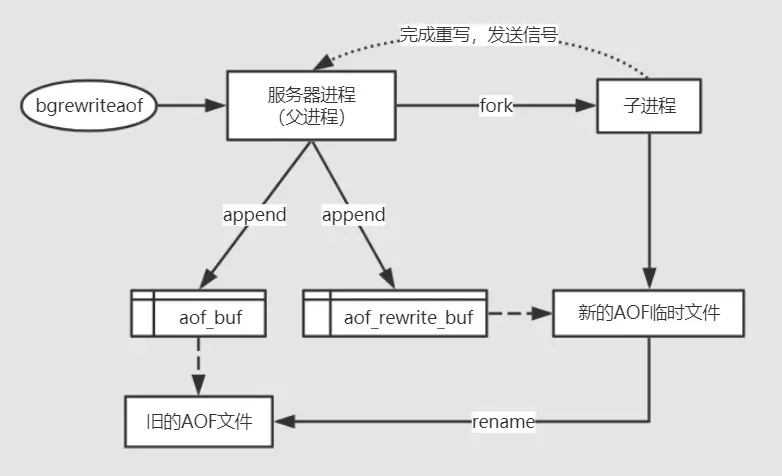 完成重写，发送信号
bgrewriteaof
服务器进程
（父进程）
fork
子进程
append
append
aof_buf
aof_rewrite_buf
新的AOF临时文件
旧的AOF文件
rename